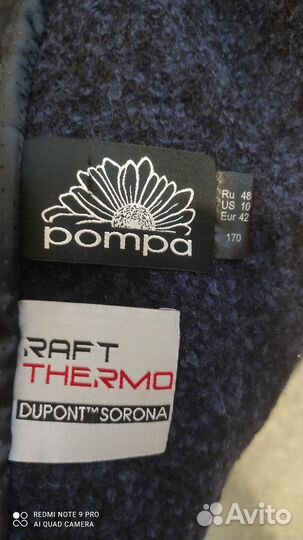 pompa
Ru 48
US 10
Eur 42
170
RAFT
THERMO
DUPONT™SORONA
REDMI NOTE 9 PRO
AI QUAD CAMERA
Avito